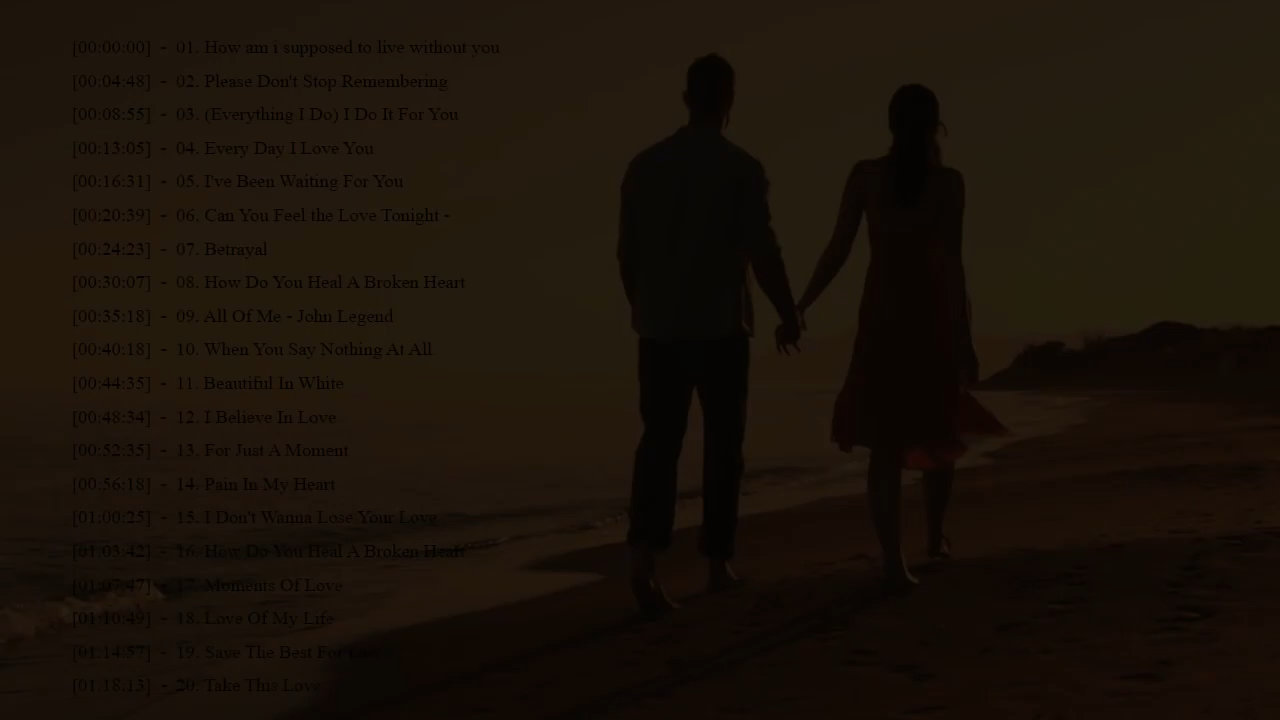 [00:00:00] - 01. How am i supposed to live without you
[00:04:48] - 02. Please Don't Stop Remembering
[00:08:55] - 03. (Everything I Do) I Do It For You
[00:13:05] - 04. Every Day I Love You
[00:16:31] - 05. I've Been Waiting For You
[00:20:39] - 06. Can You Feel the Love Tonight -
[00:24:23] - 07. Betrayal
[00:30:07] - 08. How Do You Heal A Broken Heart
[00:35:18] - 09. All Of Me - John Legend
[00:40:18] - 10. When You Say Nothing At All
[00:44:35] - 11. Beautiful In White
[00:48:34] - 12. I Believe In Love
[00:52:35] - 13. For Just A Moment
[00:56:18] - 14. Pain In My Heart
[01:00:25] - 15. I Don't Wanna Lose Your Love
[01:03:42] - 16. How Do You Heal A Broken Heart
[01:07:47] - 17. Moments Of Love
[01:10:49] - 18. Love Of My Life
[01:14:57] - 19. Save The Best For
[01.18.13] - 20. Take This Love